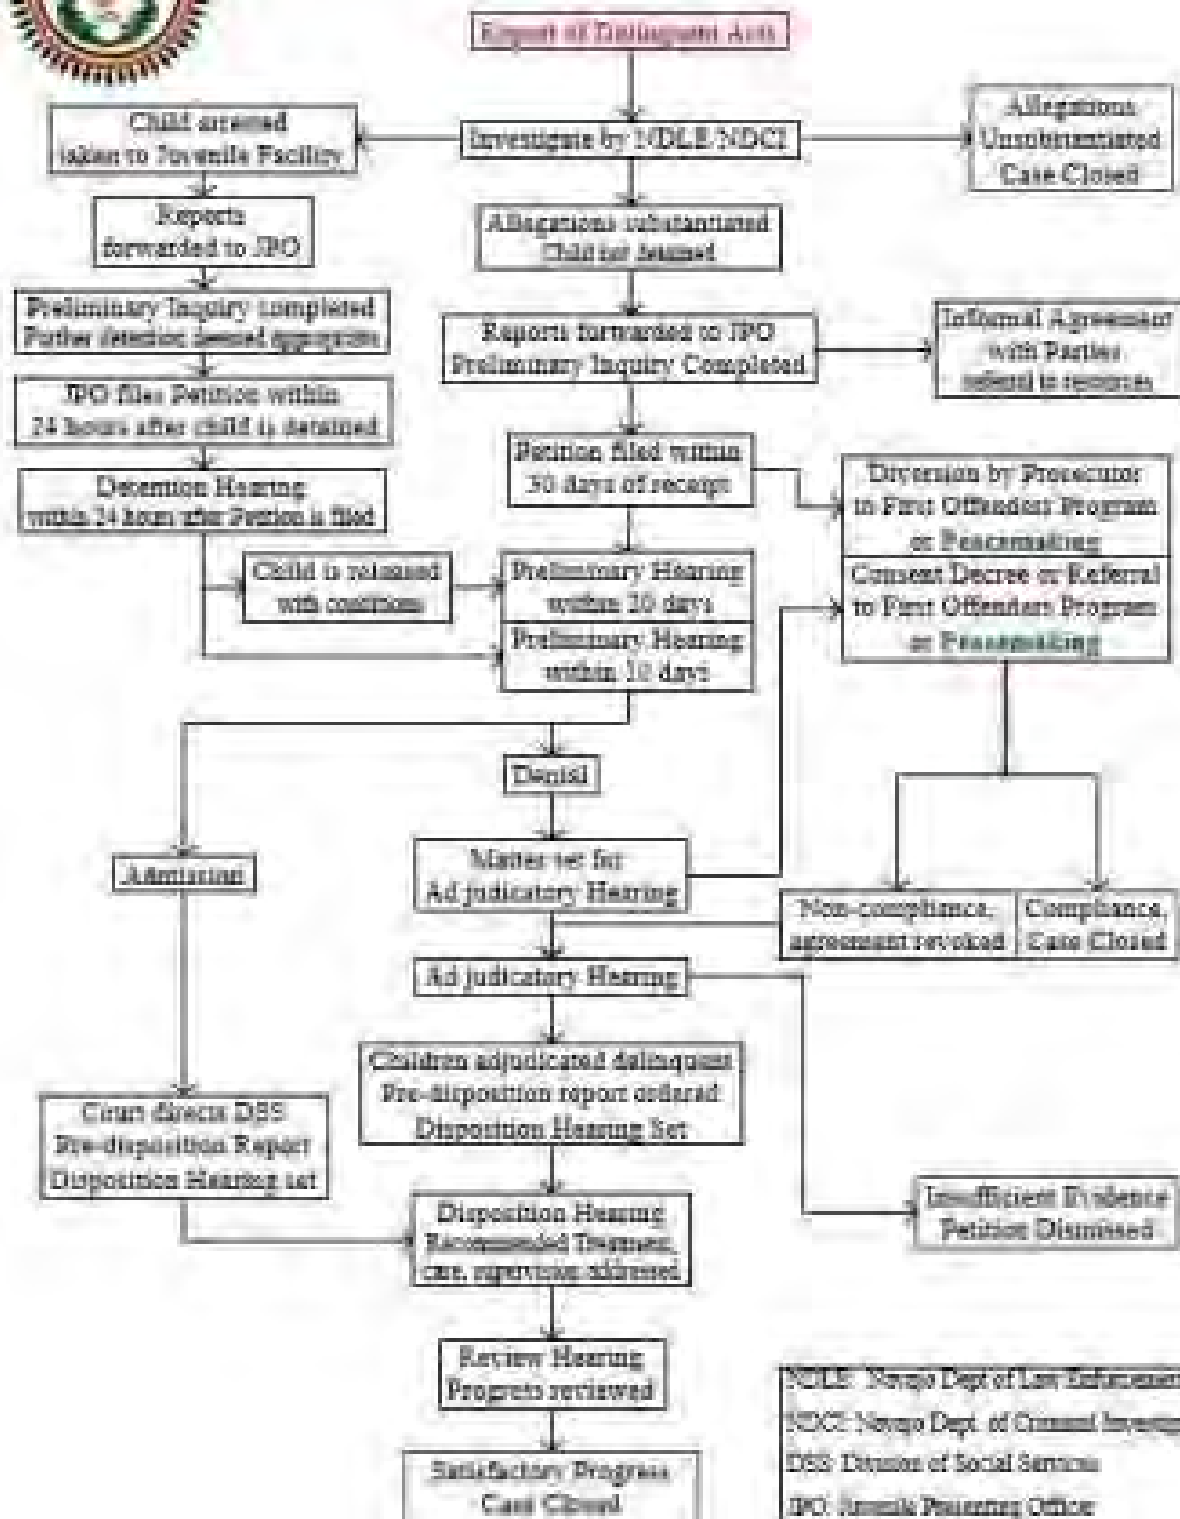 Report of Delinquent Acts
Child arrested
taken to Juvenile Facility
Investigate by NDLE/NDCI
Allegations
Unsubstantiated
Case Closed
Reports
forwarded to JPO
Allegations substantiated
Child not detained
Preliminary Inquiry completed
Further detention deemed appropriate
Reports forwarded to JPO
Preliminary Inquiry Completed
Informal Agreement
with Parties
referral to resources
JPO files Petition within
24 hours after child is detained
Petition filed within
30 days of receipt
Diversion by Prosecutor
to First Offenders Program
or Peacemaking
Detention Hearing
within 24 hours after Petition is filed
Child is released
with conditions
Preliminary Hearing
within 20 days
Consent Decree or Referral
to First Offenders Program
or Peacemaking
Preliminary Hearing
within 10 days
Denial
Admission
Matter set for
Adjudicatory Hearing
Non-compliance,
agreement revoked
Compliance,
Case Closed
Adjudicatory Hearing
Children adjudicated delinquent
Pre-disposition report ordered
Disposition Hearing Set
Court directs DSS
Pre-disposition Report
Disposition Hearing set
Insufficient Evidence
Petition Dismissed
Disposition Hearing
Recommended Treatment,
care, supervision addressed
Review Hearing
Progress reviewed
Satisfactory Progress
Case Closed
NDLE: Navajo Dept of Law Enforcement
NDCI: Navajo Dept. of Criminal
DSS: Division of Social Services
JPO: Juvenile Presenting Officer